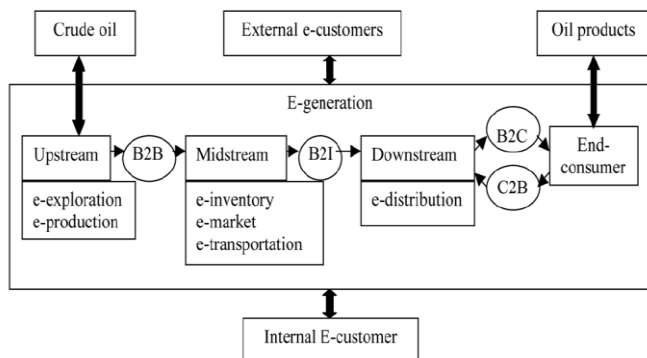 Crude oil
External e-customers
Oil products
E-generation
Upstream
B2B
Midstream
B2I
Downstream
B2C
C2B
End-
consumer
e-exploration
e-production
e-inventory
e-market
e-transportation
e-distribution
Internal E-customer